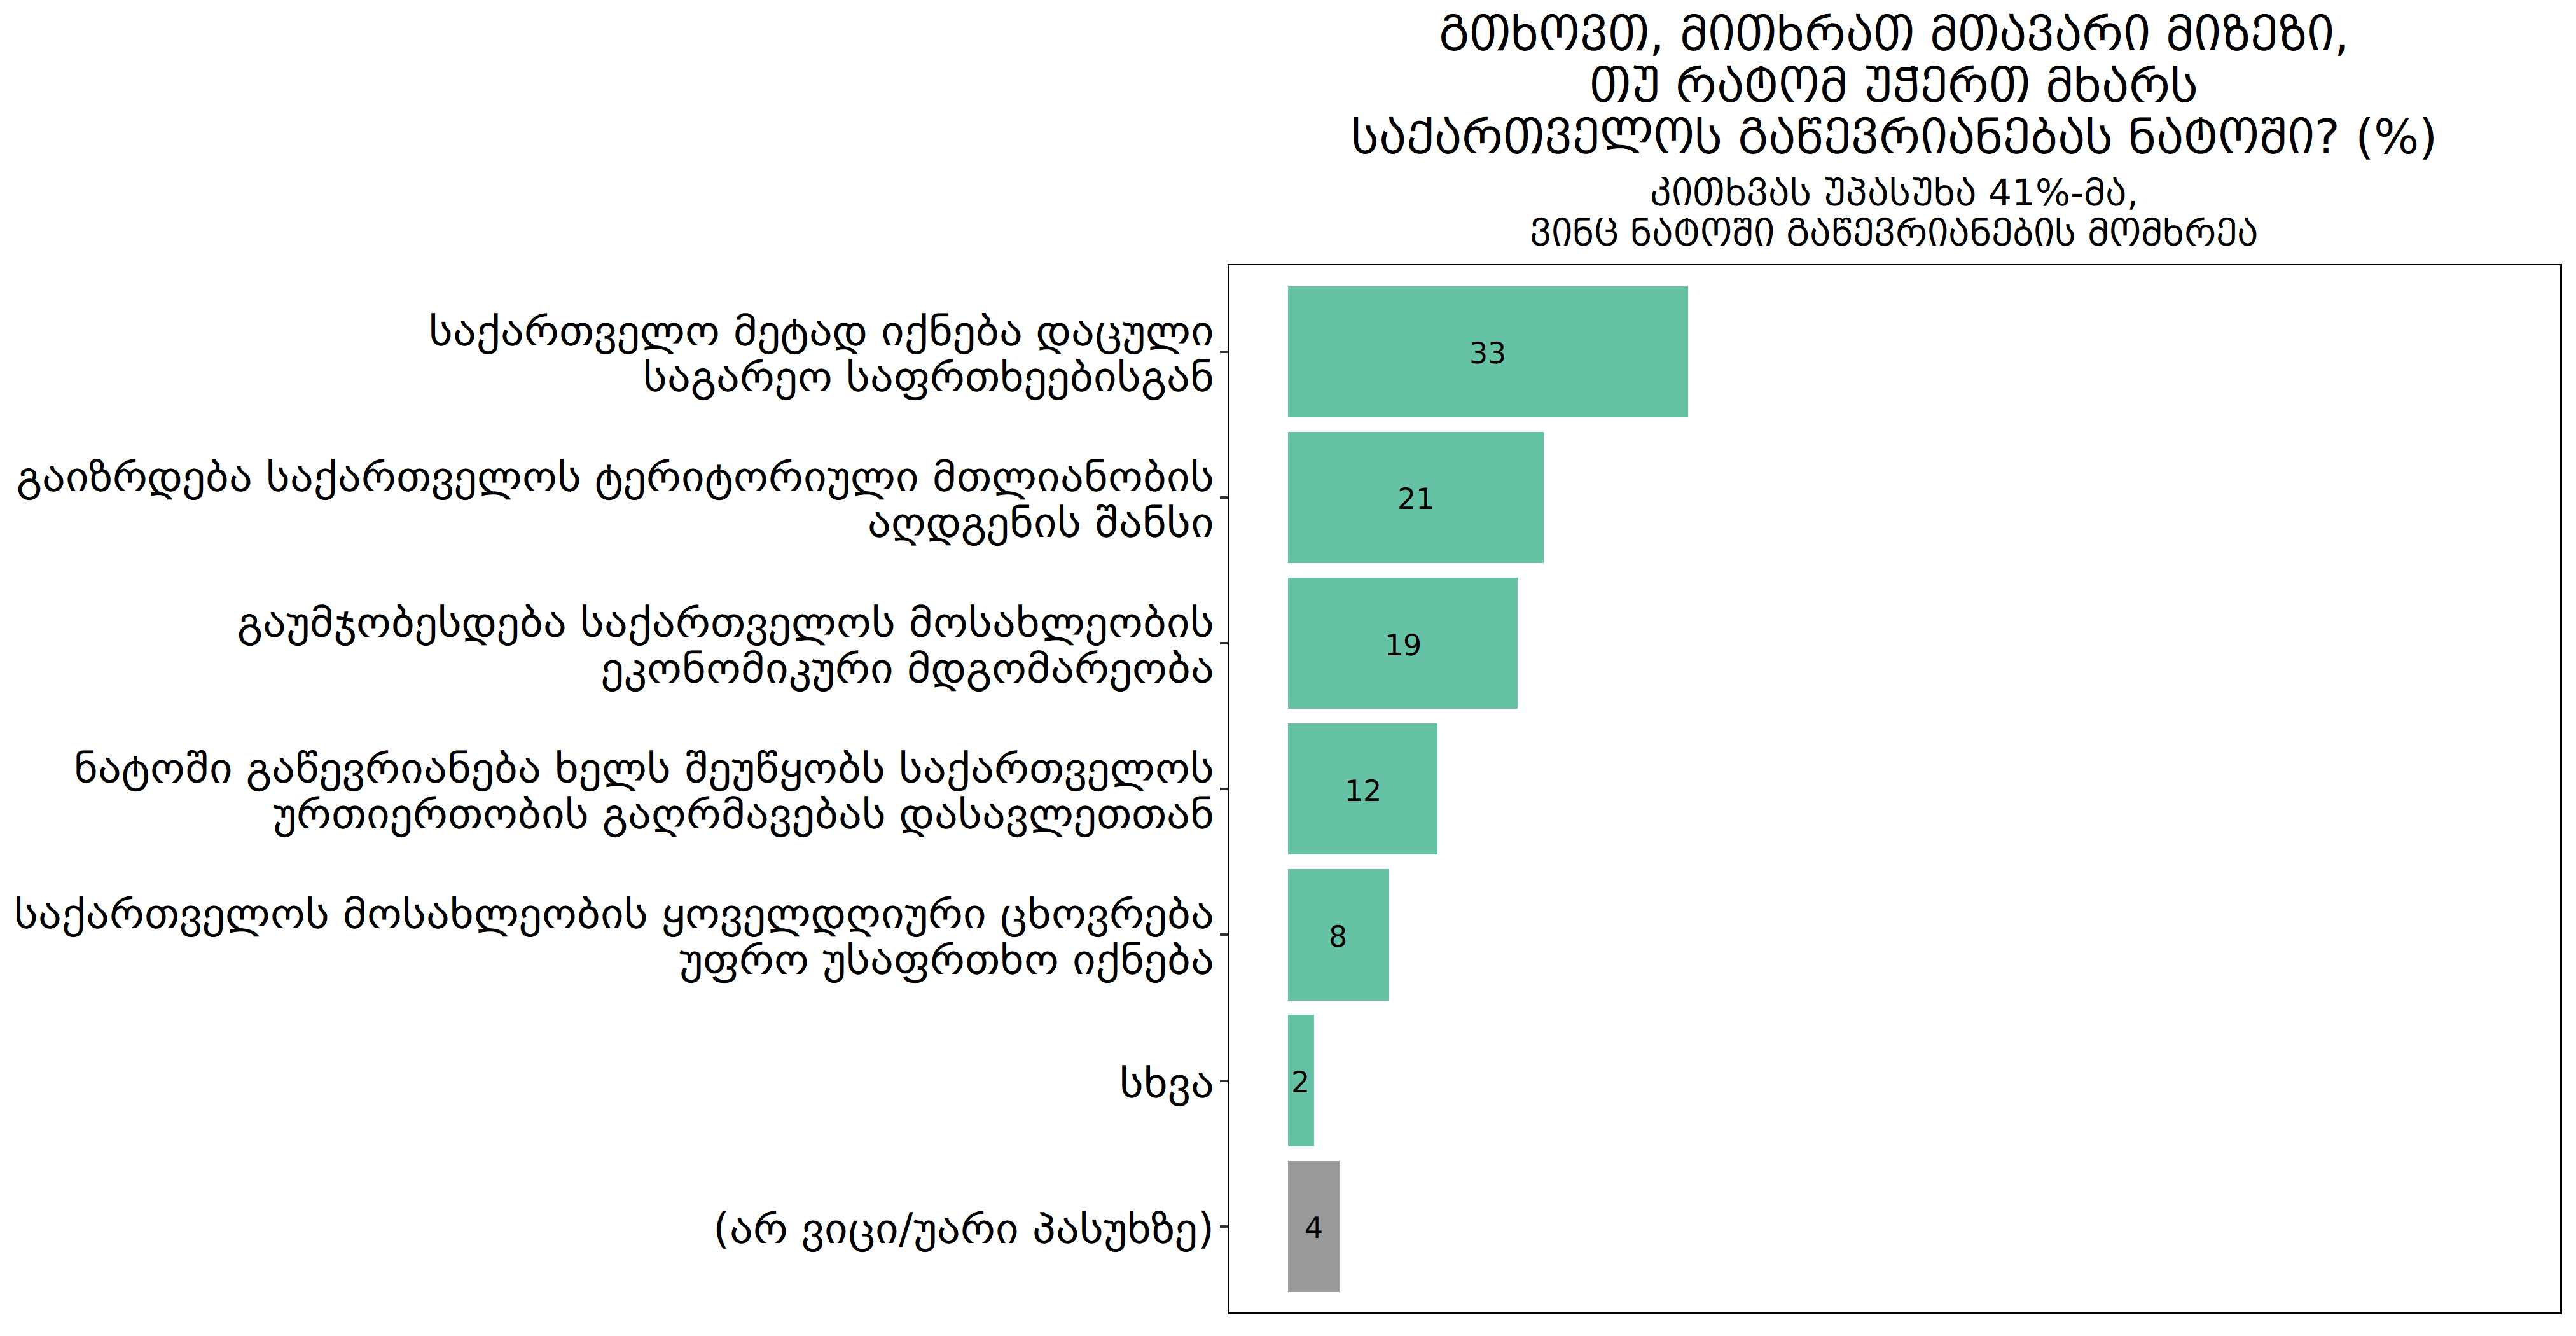 გთხოვთ, მითხრათ მთავარი მიზეზი,
თუ რატომ უჭერთ მხარს
საქართველოს გაწევრიანებას ნატოში? (%)
კითხვას უპასუხა 41%-მა,
ვინც ნატოში გაწევრიანების მომხრეა
საქართველო მეტად იქნება დაცული
საგარეო საფრთხეებისგან
33
გაიზრდება საქართველოს ტერიტორიული მთლიანობის
აღდგენის შანსი
21
გაუმჯობესდება საქართველოს მოსახლეობის
ეკონომიკური მდგომარეობა
19
ნატოში გაწევრიანება ხელს შეუწყობს საქართველოს
ურთიერთობის გაღრმავებას დასავლეთთან
12
საქართველოს მოსახლეობის ყოველდღიური ცხოვრება
უფრო უსაფრთხო იქნება
8
სხვა
2
(არ ვიცი/უარი პასუხზე)
4